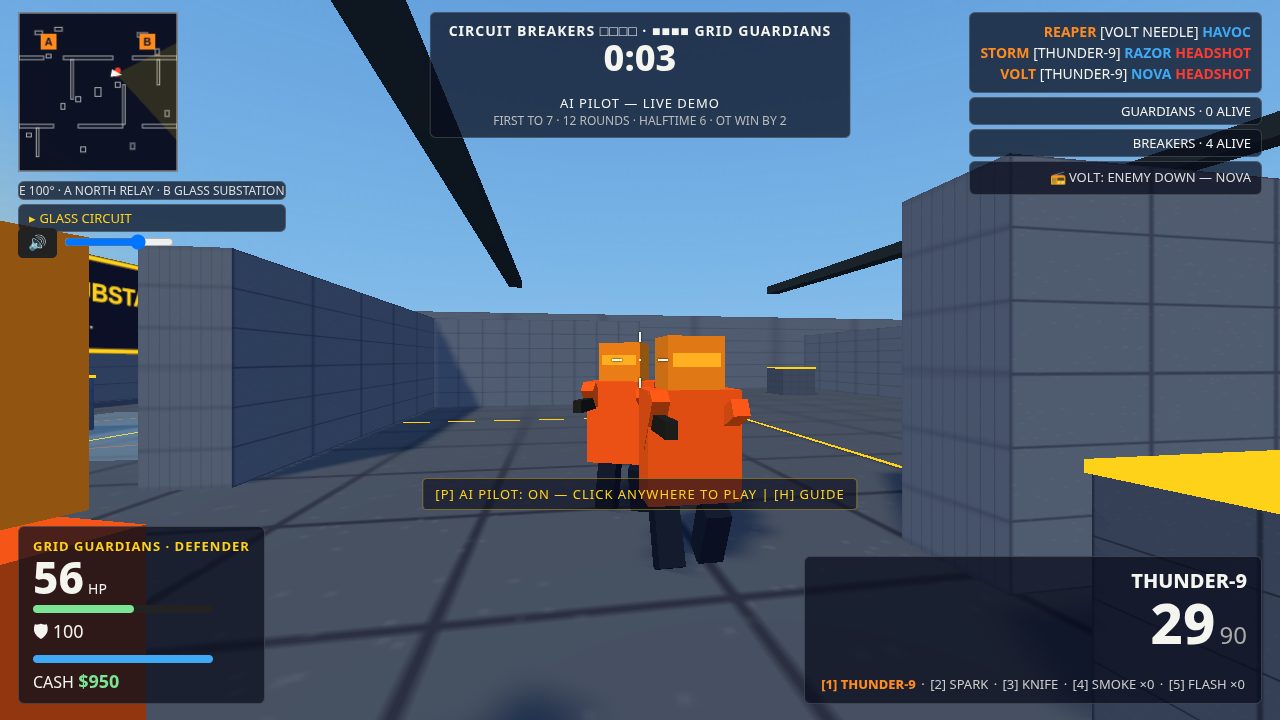 A
B
E 100° · A NORTH RELAY · B GLASS SUBSTATION
▸ GLASS CIRCUIT
CIRCUIT BREAKERS □□□□ · ■■■■ GRID GUARDIANS
0:03
AI PILOT — LIVE DEMO
FIRST TO 7 · 12 ROUNDS · HALFTIME 6 · OT WIN BY 2
REAPER [VOLT NEEDLE] HAVOC
STORM [THUNDER-9] RAZOR HEADSHOT
VOLT [THUNDER-9] NOVA HEADSHOT
GUARDIANS: 0 ALIVE
BREAKERS: 4 ALIVE
📻 VOLT: ENEMY DOWN — NOVA
UBSTA
[P] AI PILOT: ON — CLICK ANYWHERE TO PLAY | [H] GUIDE
GRID GUARDIANS · DEFENDER
56 HP
100
CASH $950
THUNDER-9
29 90
[1] THUNDER-9 · [2] SPARK · [3] KNIFE · [4] SMOKE ×0 · [5] FLASH ×0